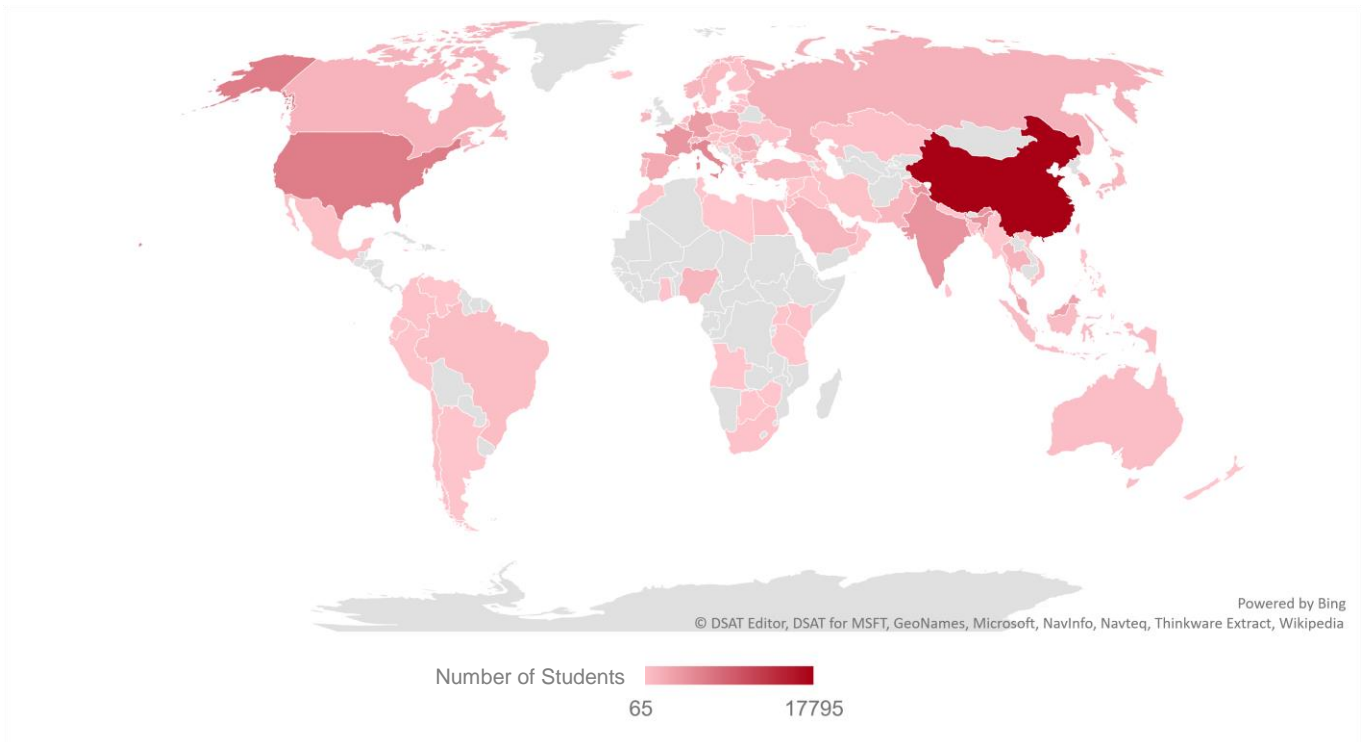 Powered by Bing
© DSAT Editor, DSAT for MSFT, GeoNames, Microsoft, NavInfo, Navteq, Thinkware Extract, Wikipedia
Number of Students
65 17795